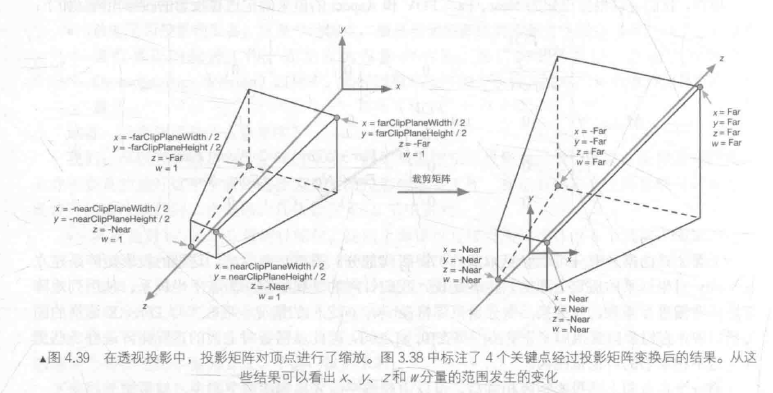 y
x
x = farClipPlaneWidth / 2
y = farClipPlaneHeight / 2
z = -Far
w = 1
x = -farClipPlaneWidth / 2
y = -farClipPlaneHeight / 2
z = -Far
w = 1
x = -nearClipPlaneWidth / 2
y = -nearClipPlaneHeight / 2
z = -Near
w = 1
x = nearClipPlaneWidth / 2
y = nearClipPlaneHeight / 2
z = -Near
w = 1
z
裁剪矩阵
z
x = Far
y = Far
z = Far
w = Far
x = -Far
y = -Far
z = Far
w = Far
y
x
x = -Near
y = -Near
z = -Near
w = Near
x = Near
y = Near
z = -Near
w = Near
▲图 4.39 在透视投影中，投影矩阵对顶点进行了缩放。图 3.38 中标注了 4 个关键点经过投影矩阵变换后的结果。从这
些结果可以看出 x、y、z 和 w 分量的范围发生的变化